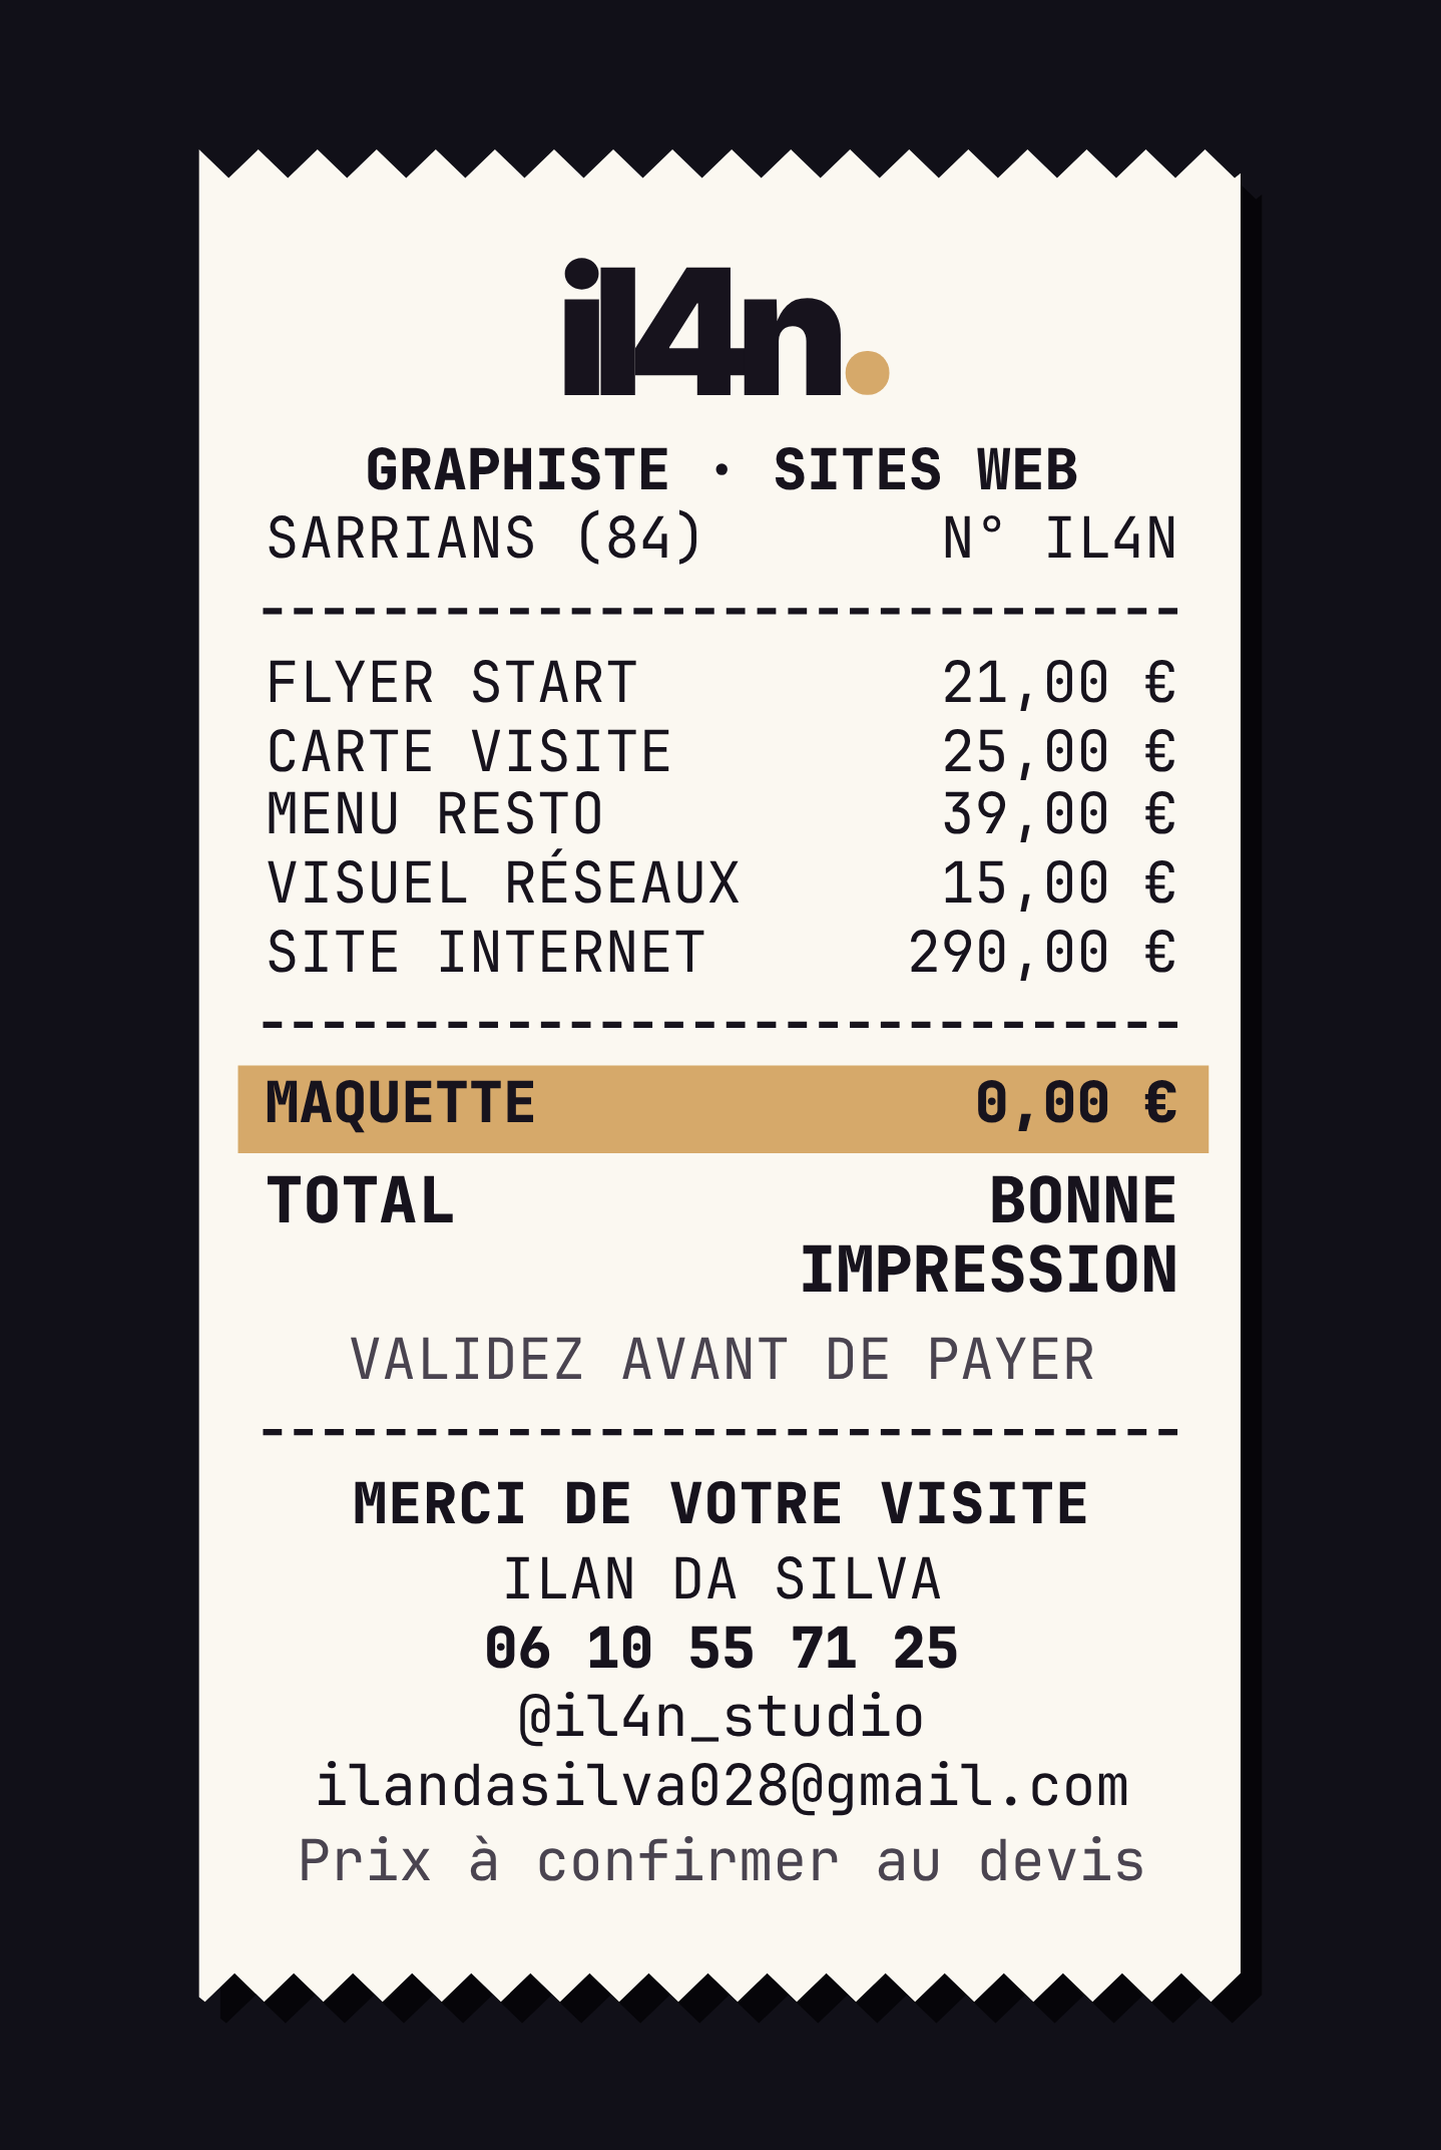 il4n.
GRAPHISTE · SITES WEB
SARRIANS (84) N° IL4N
FLYER START 21,00 €
CARTE VISITE 25,00 €
MENU RESTO 39,00 €
VISUEL RÉSEAUX 15,00 €
SITE INTERNET 290,00 €
MAQUETTE 0,00 €
TOTAL BONNE
IMPRESSION
VALIDEZ AVANT DE PAYER
MERCI DE VOTRE VISITE
ILAN DA SILVA
06 10 55 71 25
@il4n_studio
ilandasilva028@gmail.com
Prix à confirmer au devis